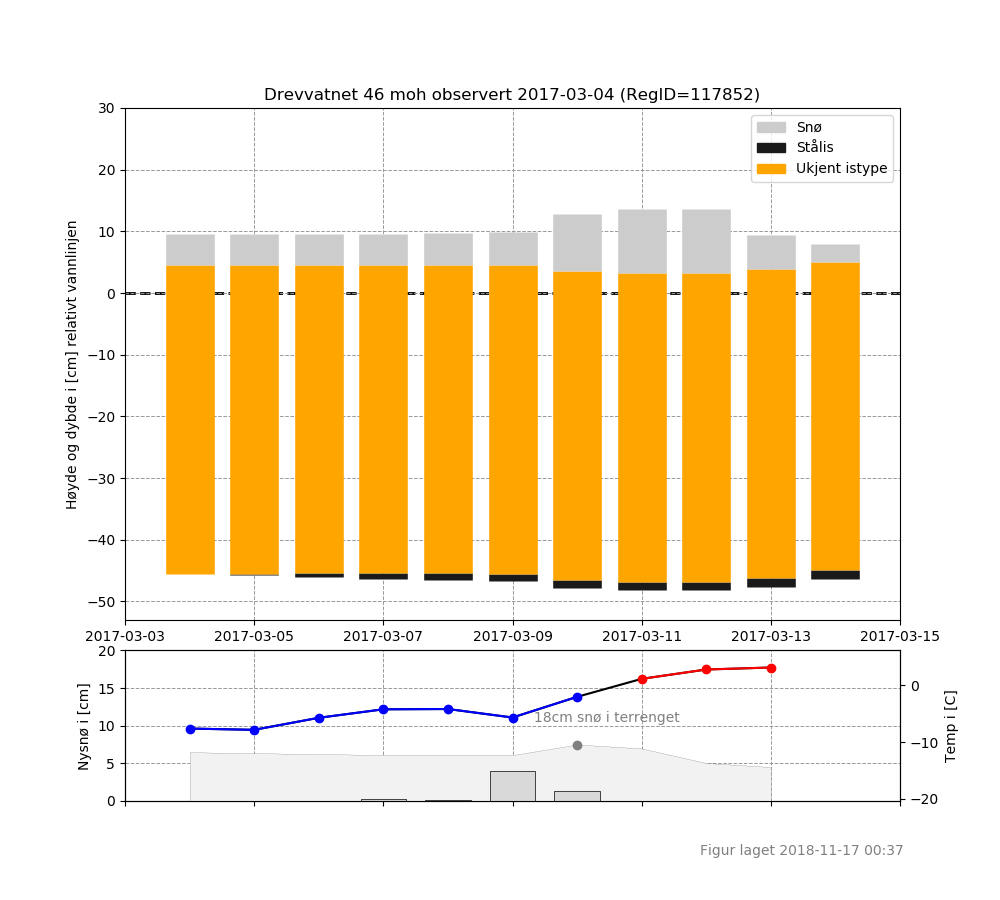 Drevvatnet 46 moh observert 2017-03-04 (RegID=117852)
Høyde og dybde i [cm] relativt vannlinjen
30
20
10
0
−10
−20
−30
−40
−50
Snø
Stålis
Ukjent istype
2017-03-03 2017-03-05 2017-03-07 2017-03-09 2017-03-11 2017-03-13 2017-03-15
Nysnø i [cm]
20
15
10
5
0
18cm snø i terrenget
0
−10
−20
Temp i [C]
Figur laget 2018-11-17 00:37